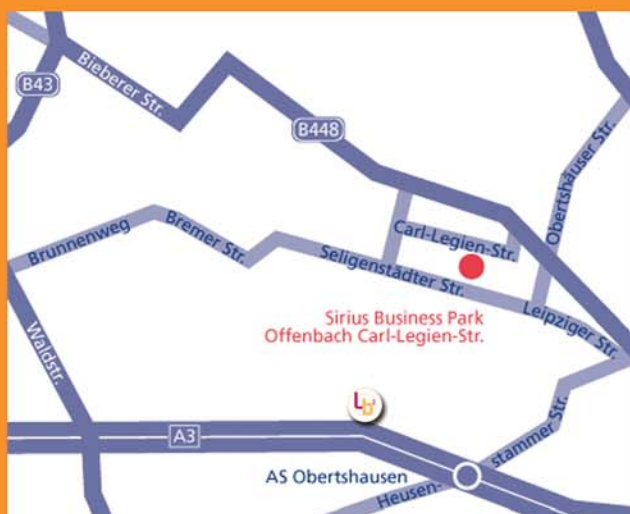 B43
Bieberer Str.
B448
Obertshäuser Str.
Carl-Legien-Str.
Brunnenweg
Bremer Str.
Seligenstädter Str.
Leipziger Str.
Sirius Business Park
Offenbach Carl-Legien-Str.
Waldstr.
Lb
A3
AS Obertshausen
Heusen-
stammer Str.